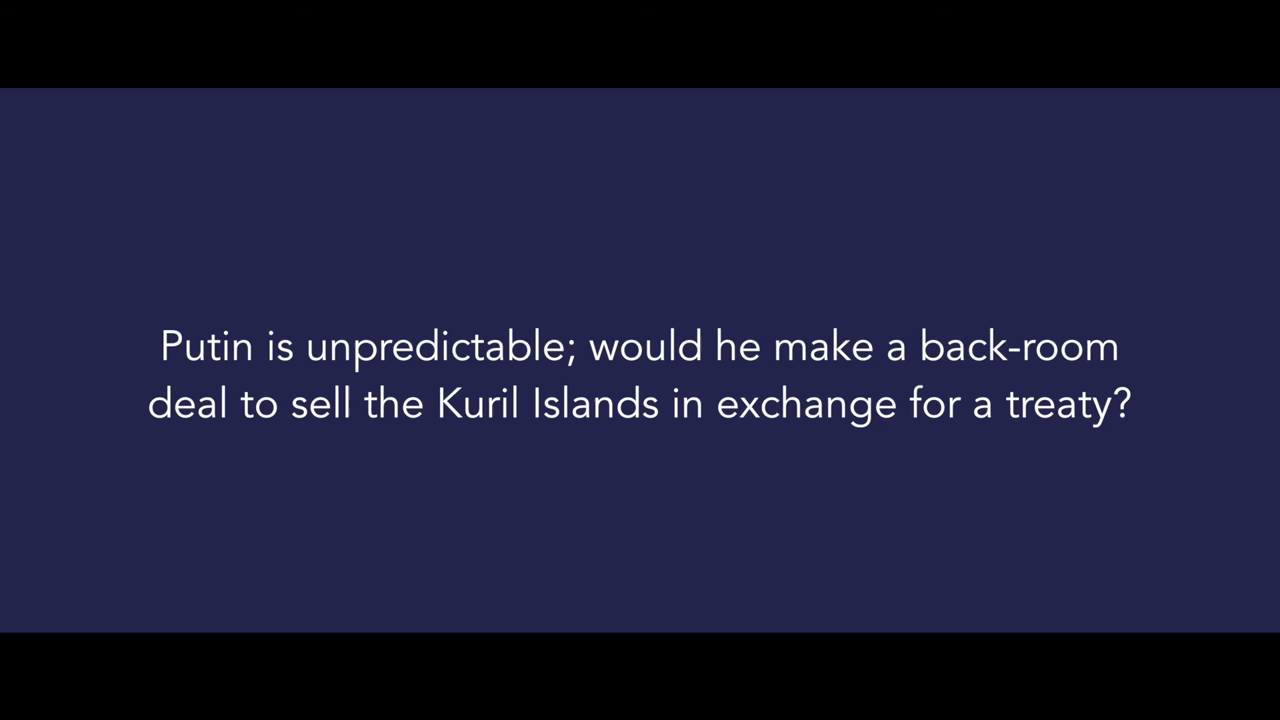 Putin is unpredictable; would he make a back-room
deal to sell the Kuril Islands in exchange for a treaty?